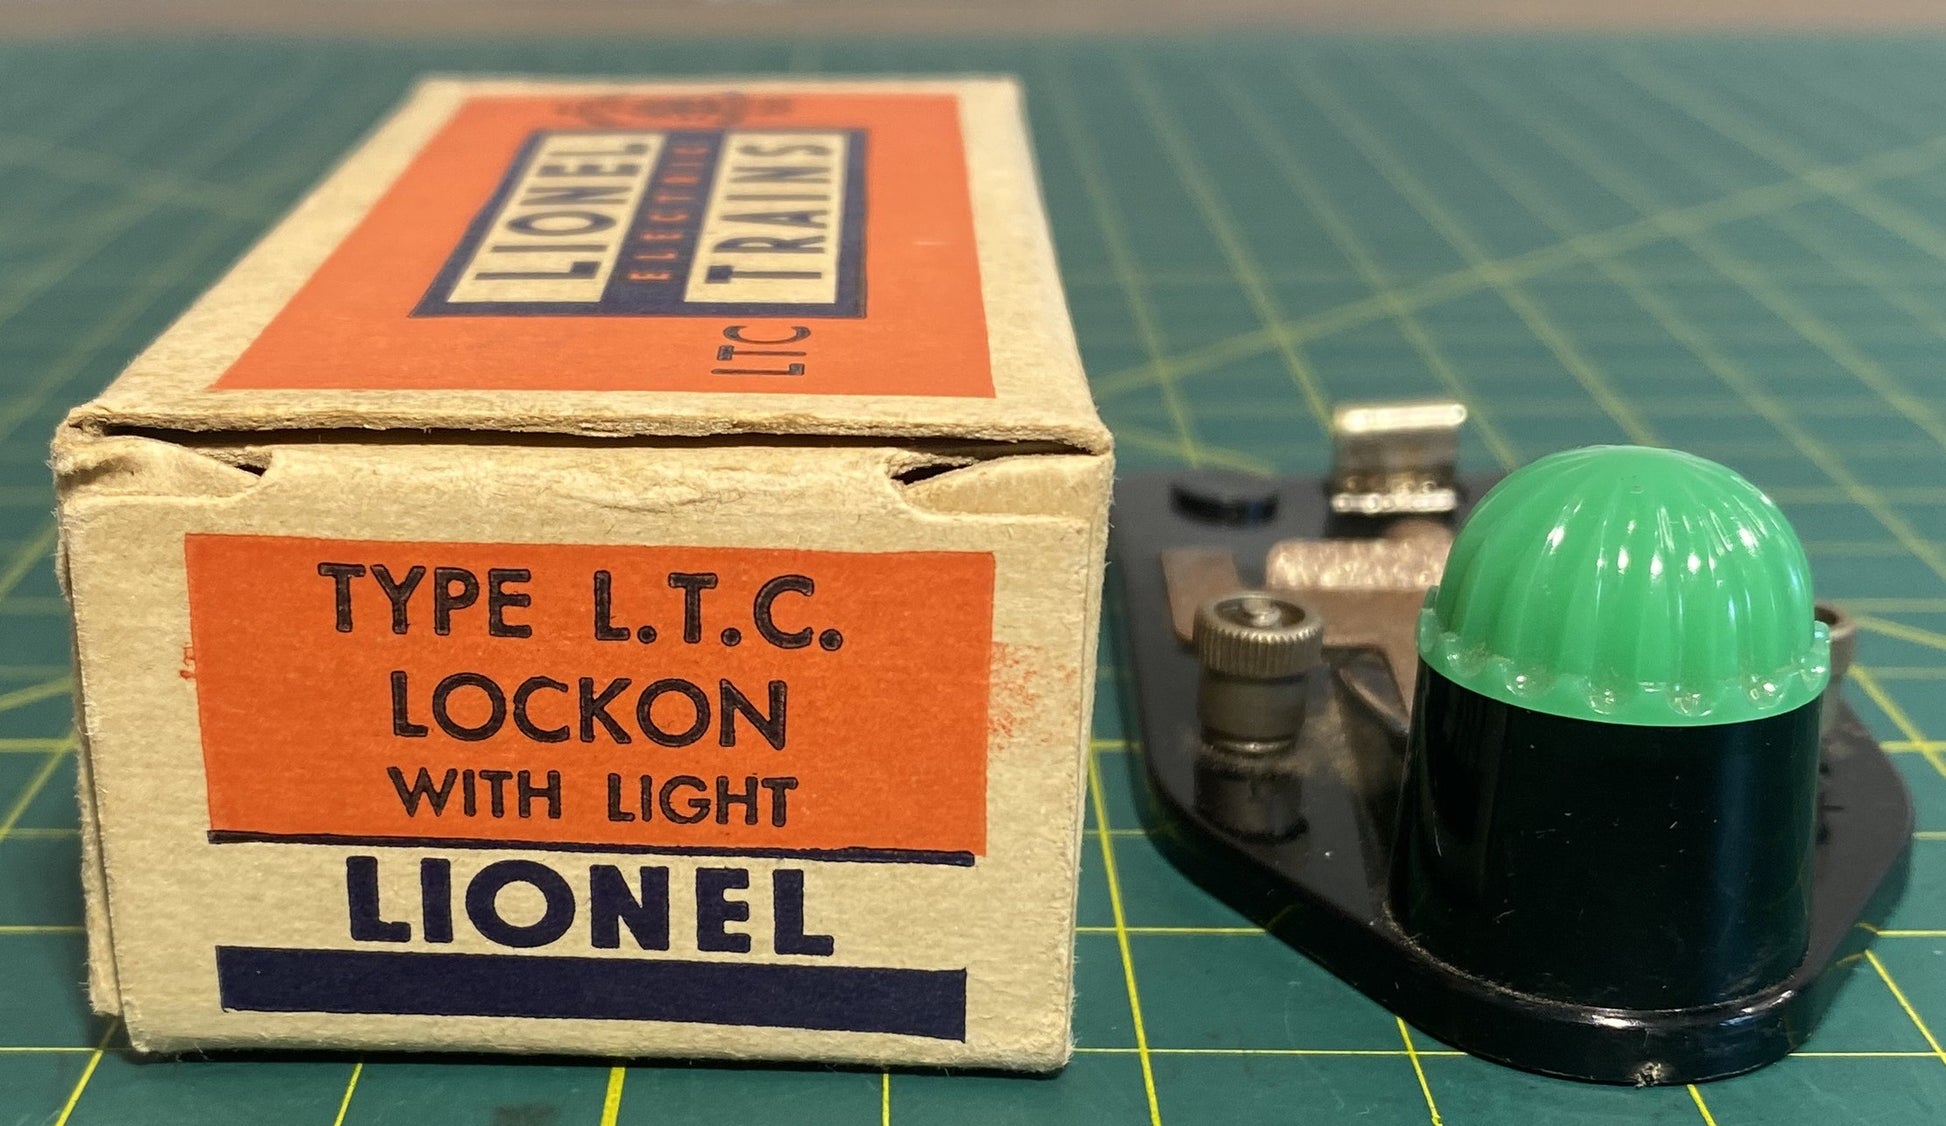 LIONEL
ELECTRIC
TRAINS
LTC
TYPE L.T.C.
LOCKON
WITH LIGHT
LIONEL